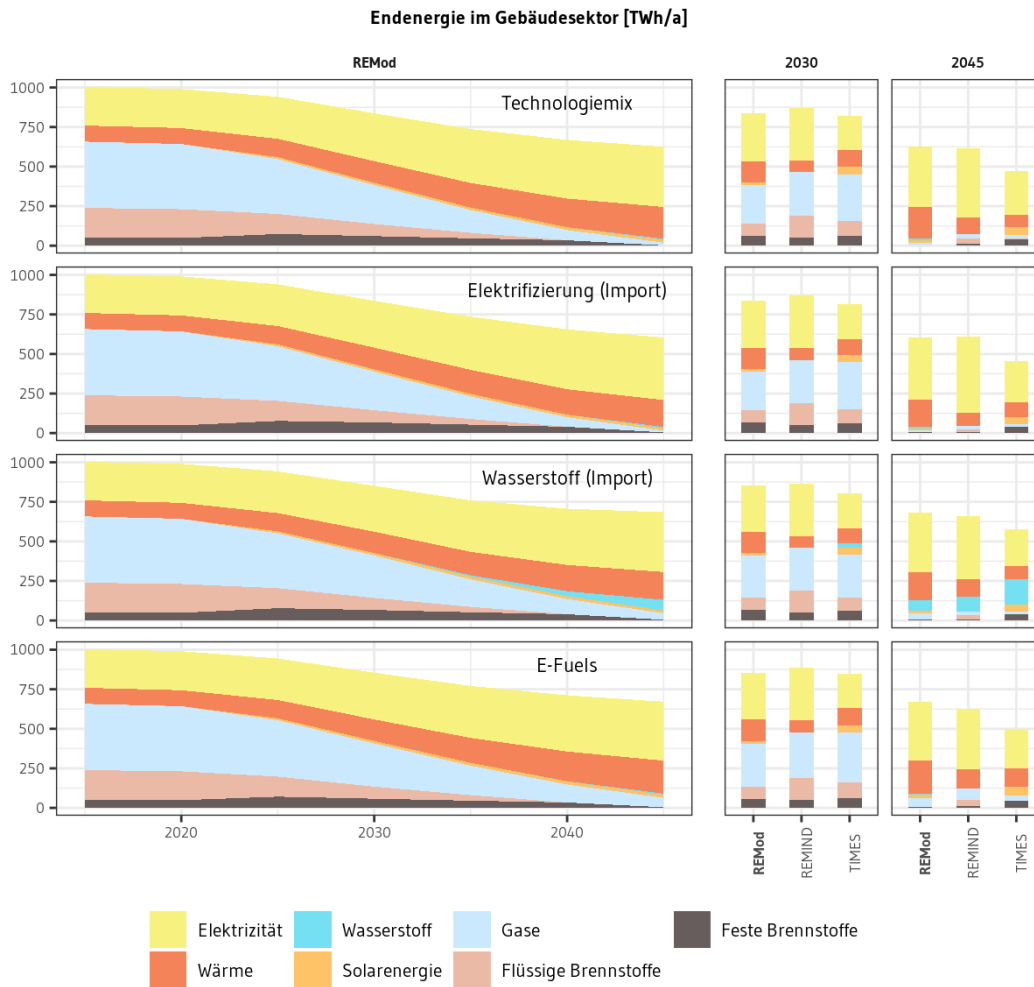 Endenergie im Gebäudesektor [TWh/a]
REMod 2030 2045
Technologiemix
1000
750
500
250
0
Elektrifizierung (Import)
1000
750
500
250
0
Wasserstoff (Import)
1000
750
500
250
0
E-Fuels
1000
750
500
250
0
2020 2030 2040
REMod REMIND TIMES REMod REMIND TIMES
Elektrizität Wasserstoff Gase Feste Brennstoffe
Wärme Solarenergie Flüssige Brennstoffe